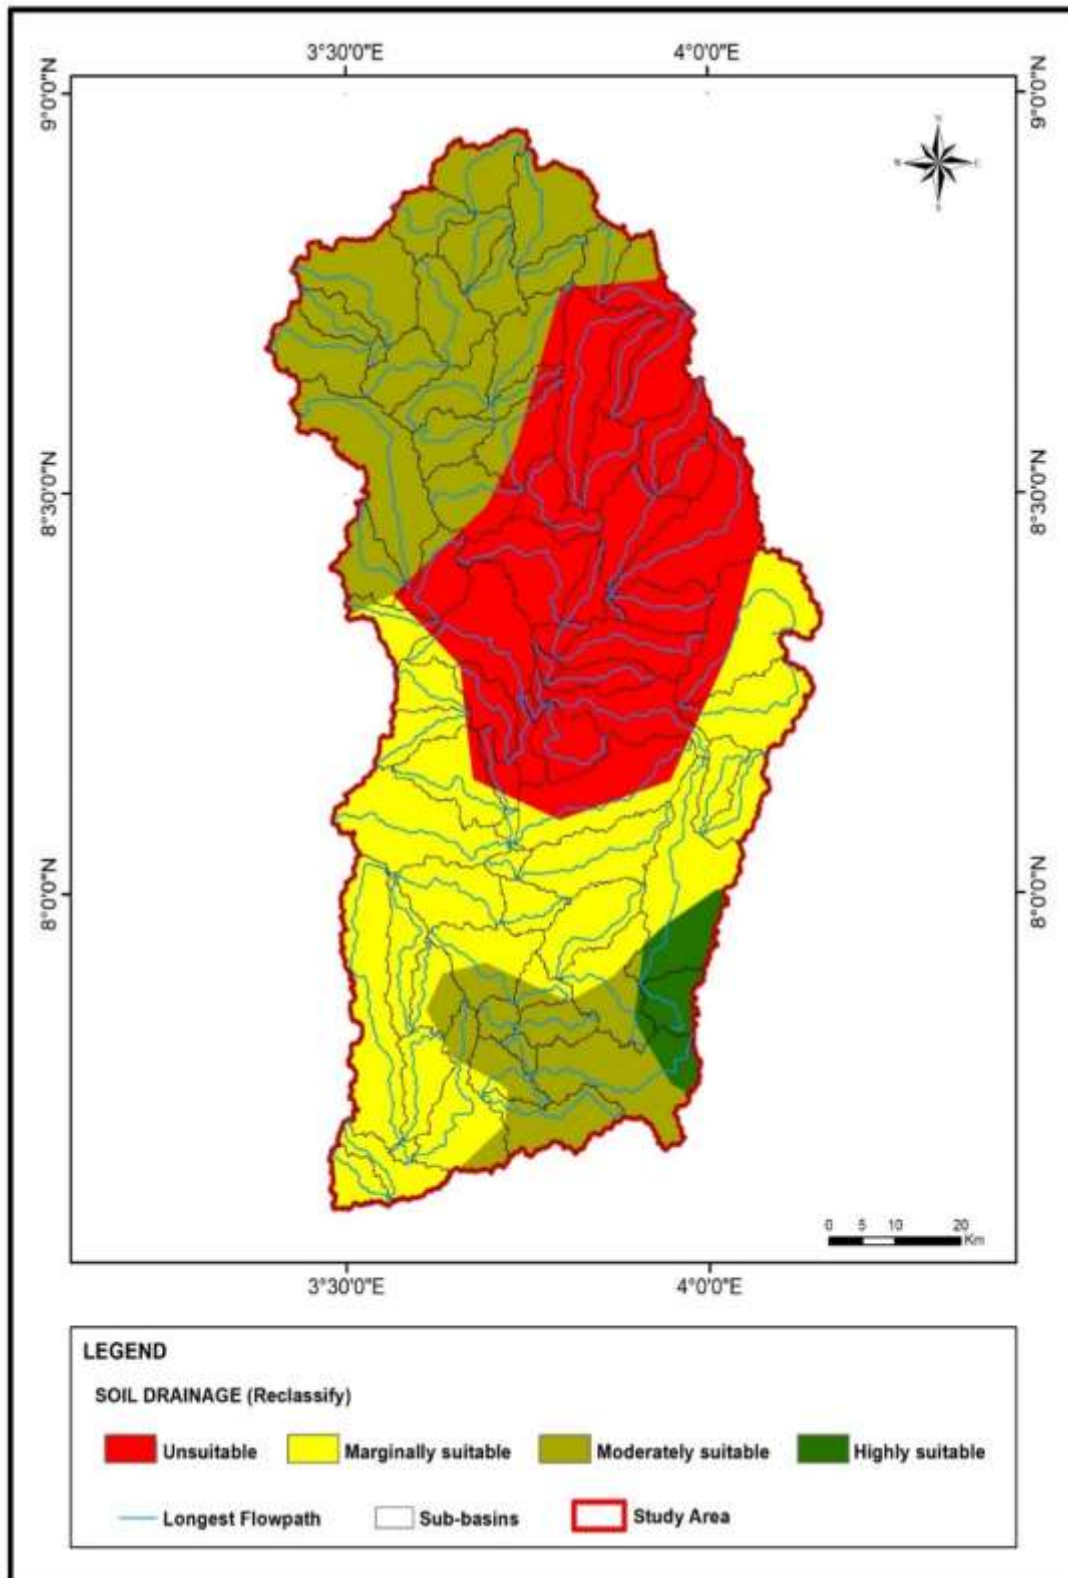 3°30'0"E 4°0'0"E
9°0'0"N 9°0'0"N
N
W E
S
8°30'0"N 8°30'0"N
8°0'0"N 8°0'0"N
0 5 10 20
Km
3°30'0"E 4°0'0"E
LEGEND
SOIL DRAINAGE (Reclassify)
Unsuitable Marginally suitable Moderately suitable Highly suitable
Longest Flowpath Sub-basins Study Area